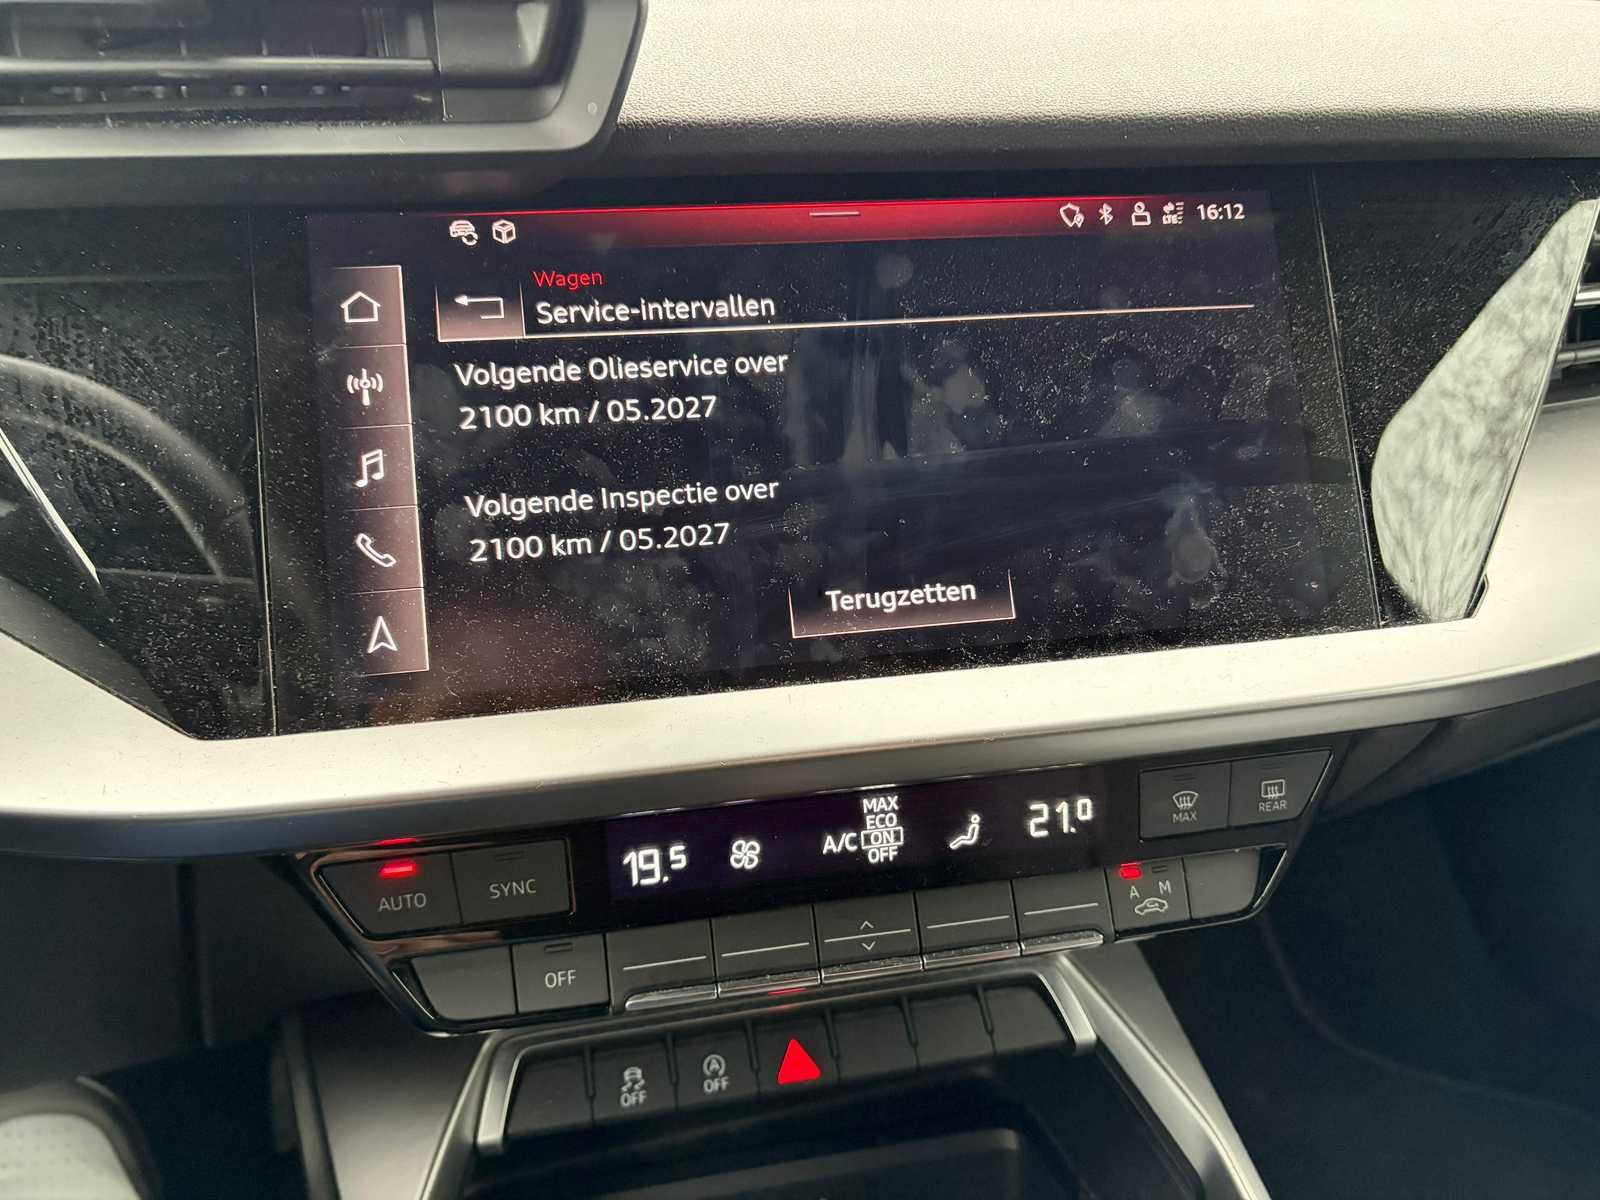 LTE 16:12
Wagen
Service-intervallen
Volgende Olieservice over
2100 km / 05.2027
Volgende Inspectie over
2100 km / 05.2027
Terugzetten
MAX
ECO
A/C ON
OFF
19.5
21.0
MAX
REAR
AUTO
SYNC
A M
OFF
OFF
A
OFF